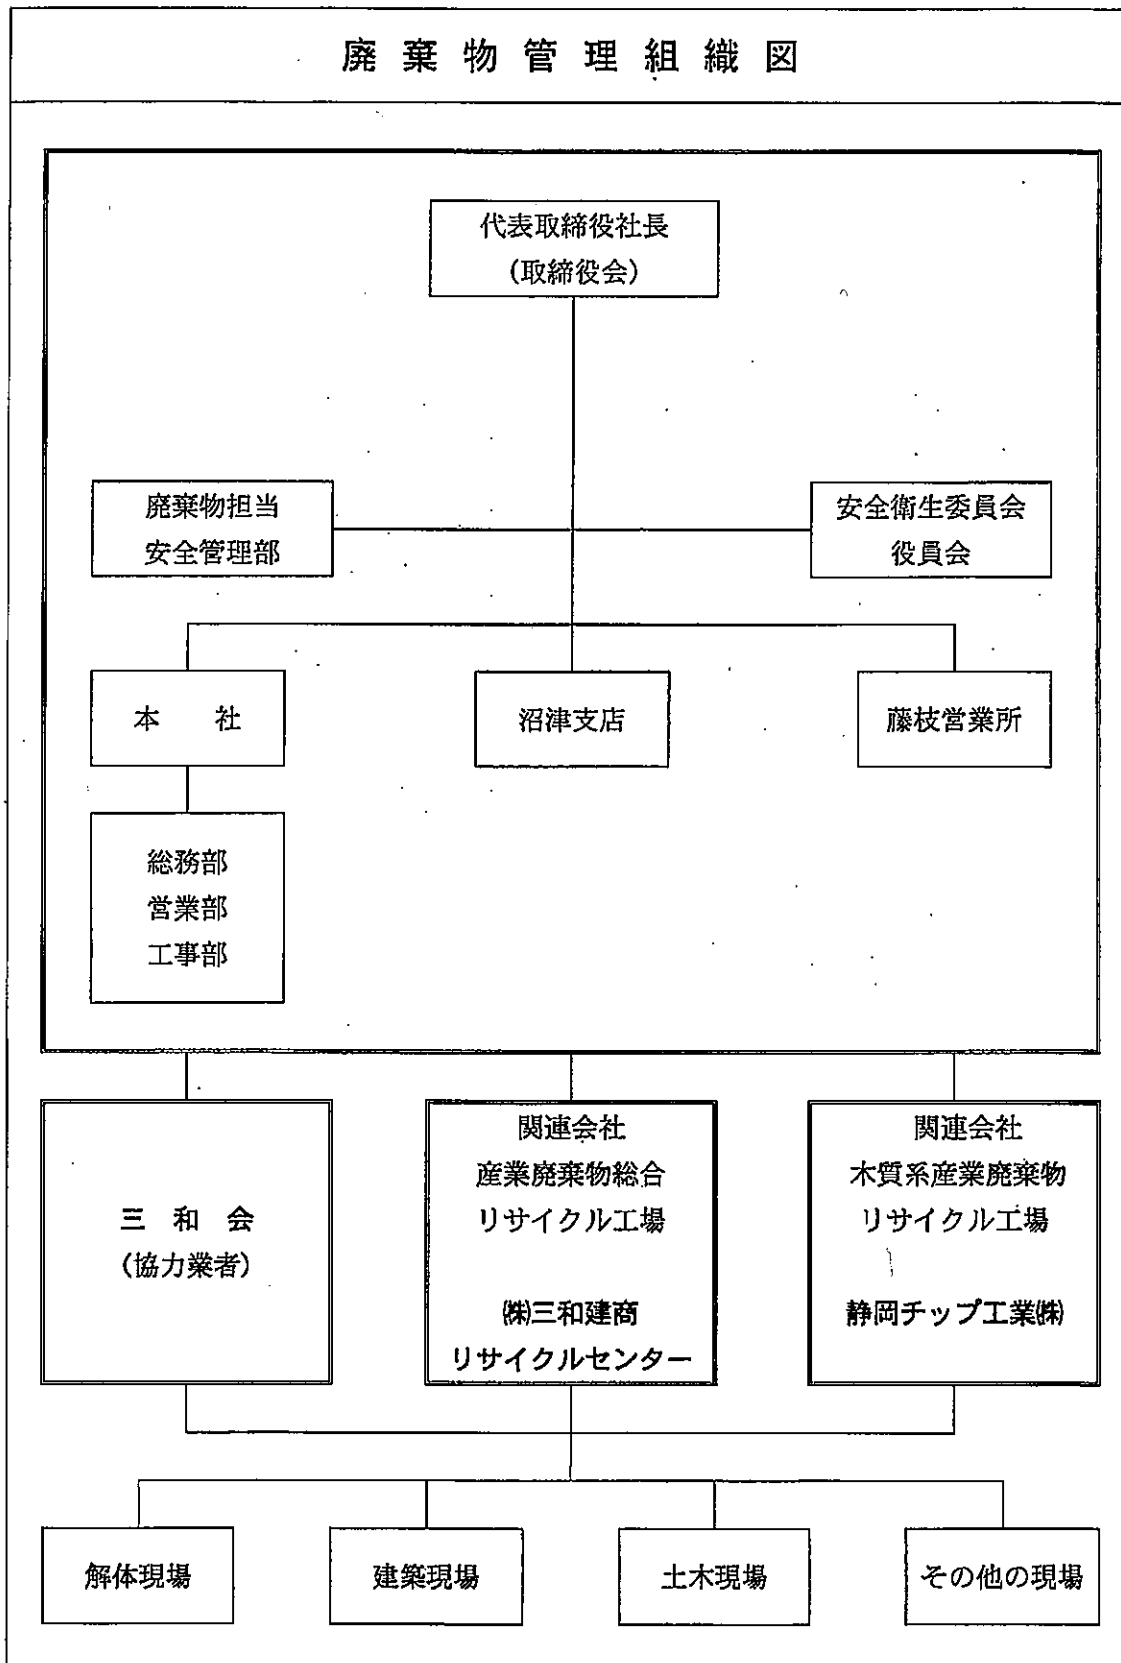 廃棄物管理組織図
代表取締役社長
(取締役会)
廃棄物担当
安全管理部
安全衛生委員会
役員会
本　社
沼津支店
藤枝営業所
総務部
営業部
工事部
三　和　会
(協力業者)
関連会社
産業廃棄物総合
リサイクル工場
㈱三和建商
リサイクルセンター
関連会社
木質系産業廃棄物
リサイクル工場
静岡チップ工業㈱
解体現場
建築現場
土木現場
その他の現場